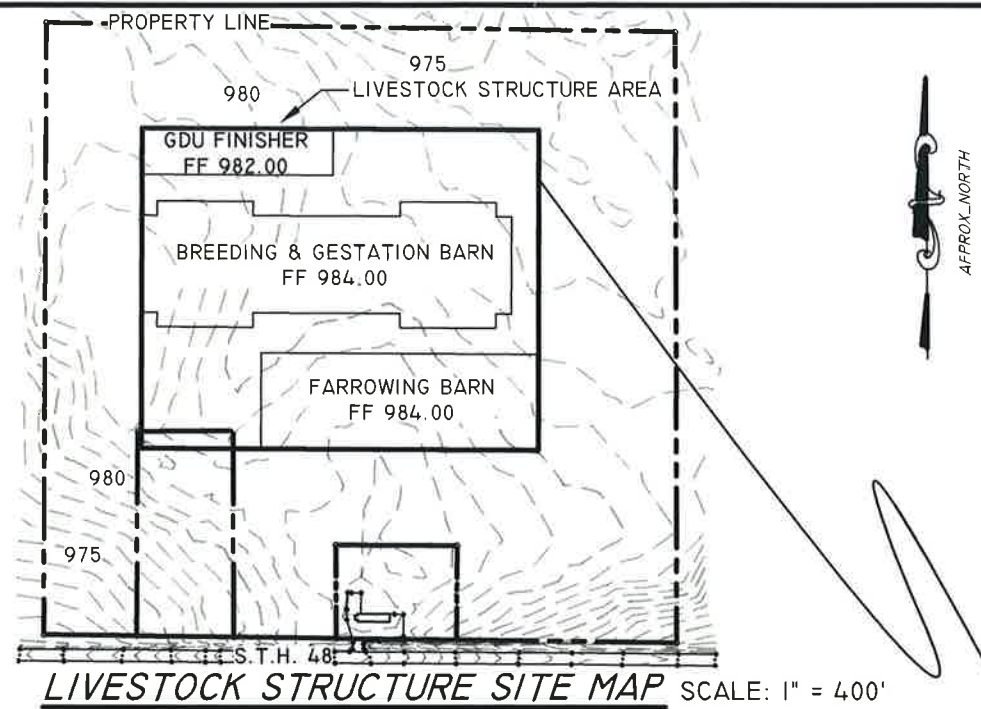 PROPERTY LINE
975
980
LIVESTOCK STRUCTURE AREA
GDU FINISHER
FF 982.00
BREEDING & GESTATION BARN
FF 984.00
FARROWING BARN
FF 984.00
980
975
S.T.H. 48
LIVESTOCK STRUCTURE SITE MAP SCALE: 1" = 400'
APPROX_NORTH